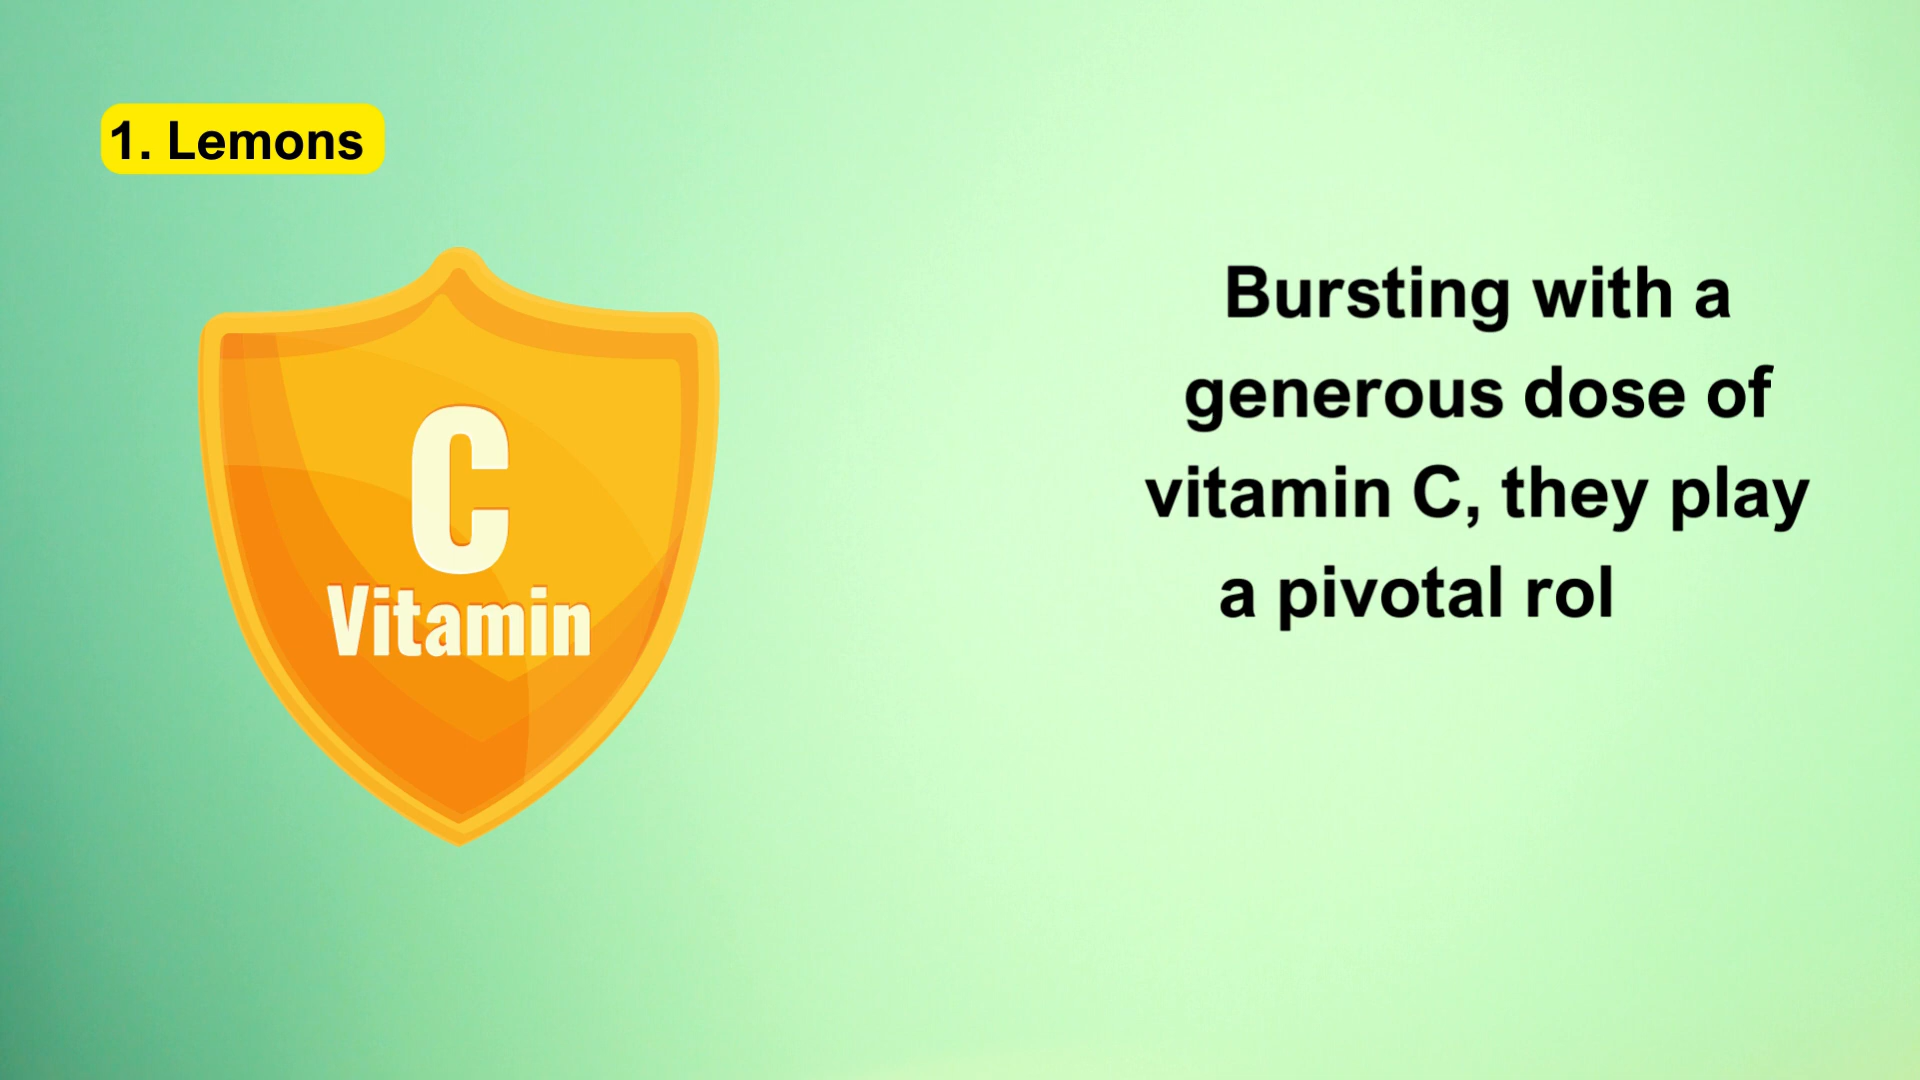 1. Lemons
C
Vitamin
Bursting with a
generous dose of
vitamin C, they play
a pivotal rol